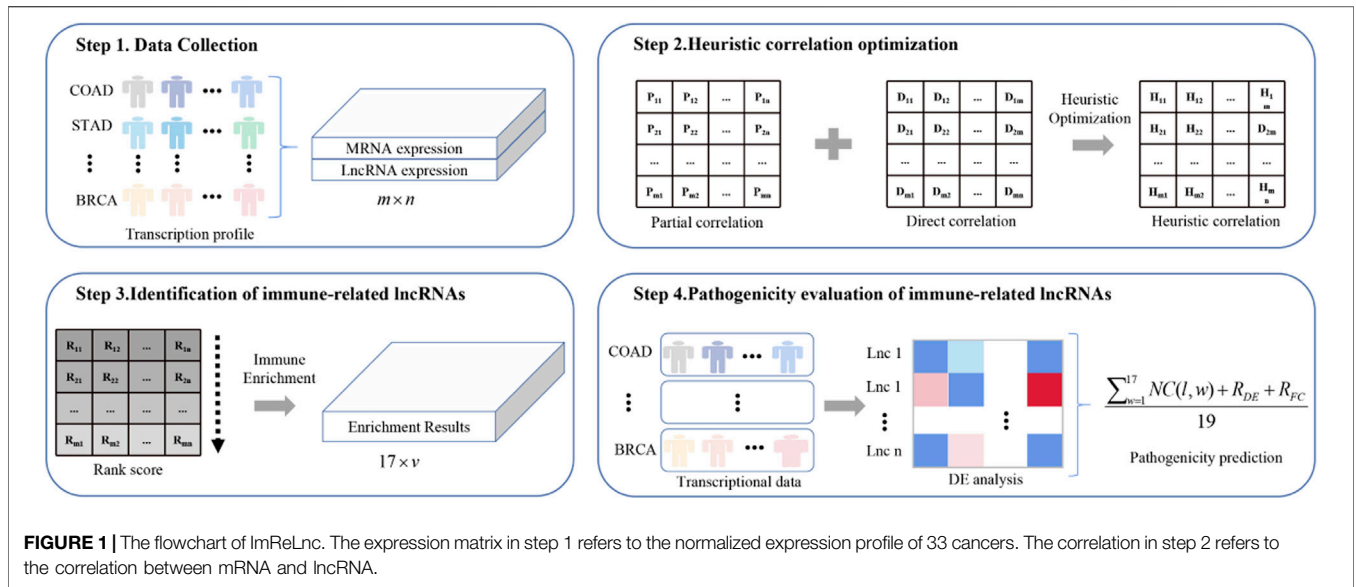 Step 1. Data Collection
COAD
...
STAD
...
BRCA
...
Transcription profile
MRNA expression
LncRNA expression
m×n
Step 2.Heuristic correlation optimization
P11 P12 ... P1n
P21 P22 ... P2n
... ... ... ...
Pm1 Pm2 ... Pmn
Partial correlation
D11 D12 ... D1m
D21 D22 ... D2m
... ... ... ...
Dm1 Dm2 ... Dmn
Direct correlation
Heuristic
Optimization
H11 H12 ... H1
m
H21 H22 ... D2m
... ... ... ...
Hm1 Hm2 ... Hm
n
Heuristic correlation
Step 3.Identification of immune-related lncRNAs
R11 R12 ... R1n
R21 R22 ... R2n
... ... ... ...
Rm1 Rm2 ... Rmn
Rank score
Immune
Enrichment
Enrichment Results
17×v
Step 4.Pathogenicity evaluation of immune-related lncRNAs
COAD
...
BRCA
...
Transcriptional data
Lnc 1
Lnc 1
Lnc n
DE analysis
∑ 17 w=1 NC(l, w) + RDE + RFC
19
Pathogenicity prediction
FIGURE 1 | The flowchart of ImReLnc. The expression matrix in step 1 refers to the normalized expression profile of 33 cancers. The correlation in step 2 refers to
the correlation between mRNA and lncRNA.